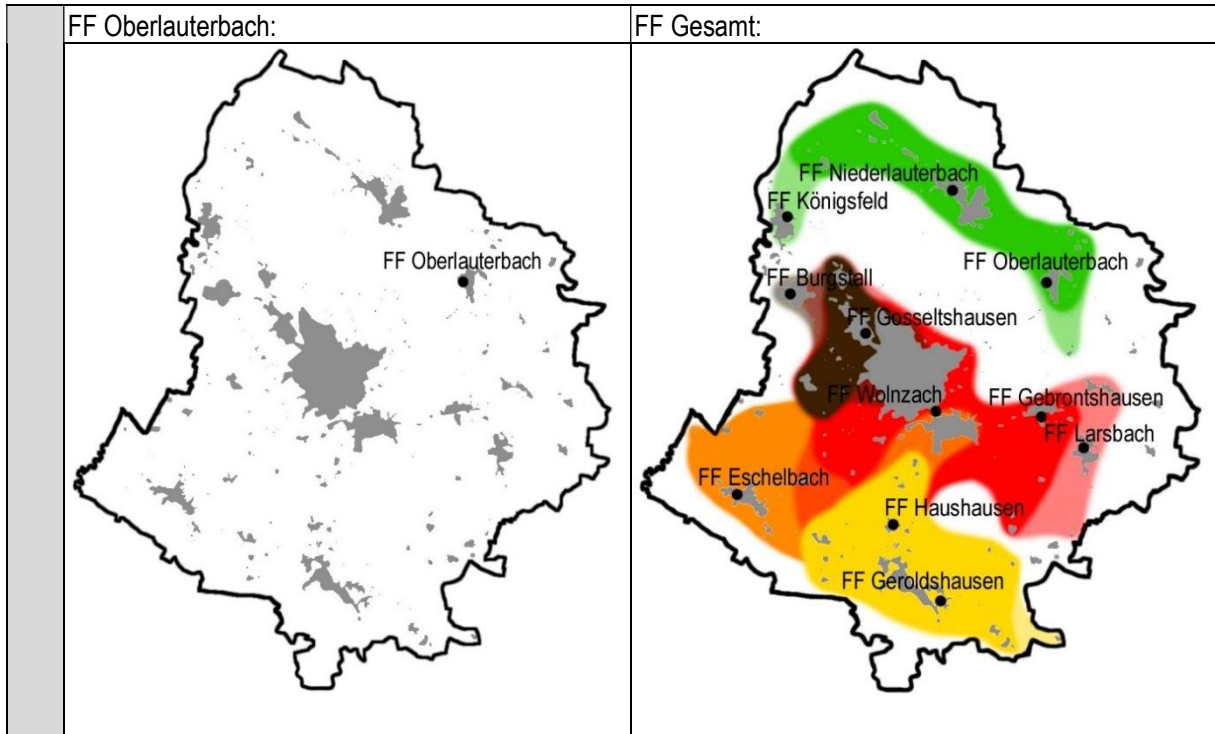 FF Oberlauterbach:
FF Oberlauterbach
FF Gesamt:
FF Niederlauterbach
FF Königsfeld
FF Oberlauterbach
FF Burgstall
FF Gosseltshausen
FF Wolnzach
FF Gebrontshausen
FF Larsbach
FF Eschelbach
FF Haushausen
FF Geroldshausen